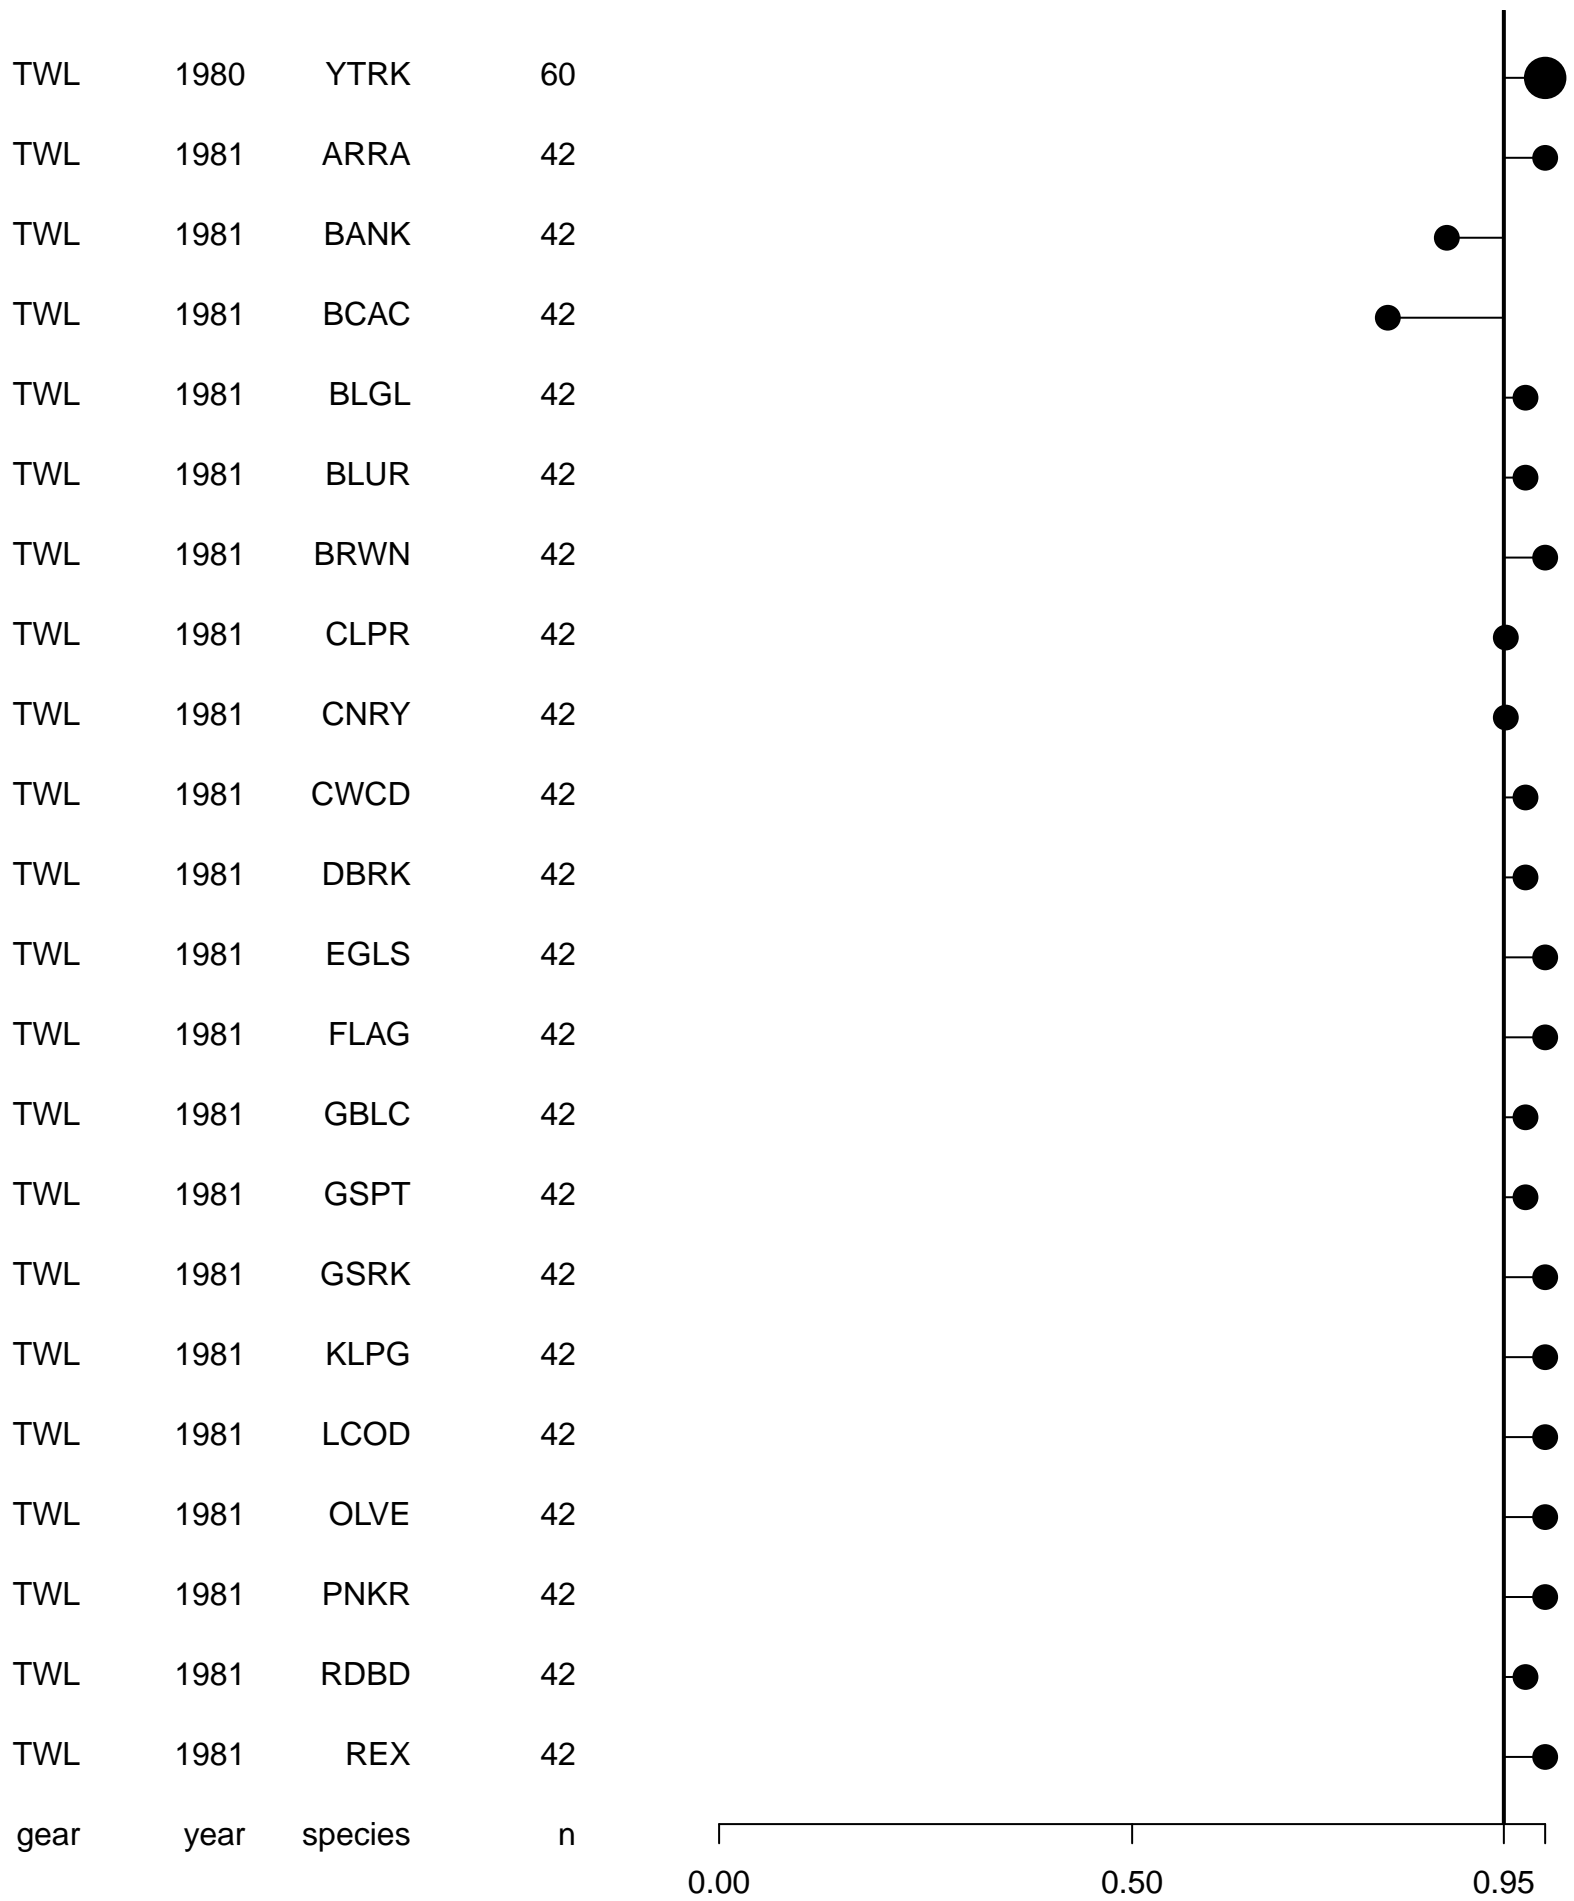 TWL 1980 YTRK 60
TWL 1981 ARRA 42
TWL 1981 BANK 42
TWL 1981 BCAC 42
TWL 1981 BLGL 42
TWL 1981 BLUR 42
TWL 1981 BRWN 42
TWL 1981 CLPR 42
TWL 1981 CNRY 42
TWL 1981 CWCD 42
TWL 1981 DBRK 42
TWL 1981 EGLS 42
TWL 1981 FLAG 42
TWL 1981 GBLC 42
TWL 1981 GSPT 42
TWL 1981 GSRK 42
TWL 1981 KLPG 42
TWL 1981 LCOD 42
TWL 1981 OLVE 42
TWL 1981 PNKR 42
TWL 1981 RDBD 42
TWL 1981 REX 42
gear year species n
0.00 0.50 0.95